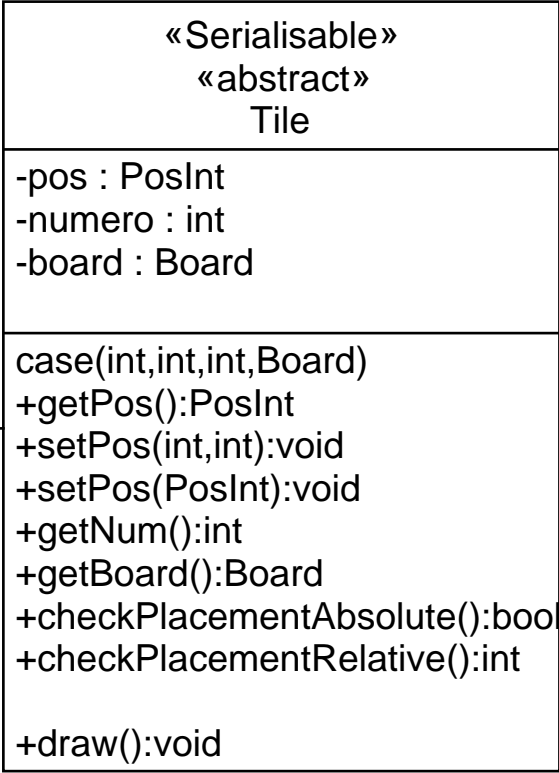 «Serialisable»
«abstract»
Tile
-pos : PosInt
-numero : int
-board : Board
case(int,int,int,Board)
+getPos():PosInt
+setPos(int,int):void
+setPos(PosInt):void
+getNum():int
+getBoard():Board
+checkPlacementAbsolute():bool
+checkPlacementRelative():int
+draw():void